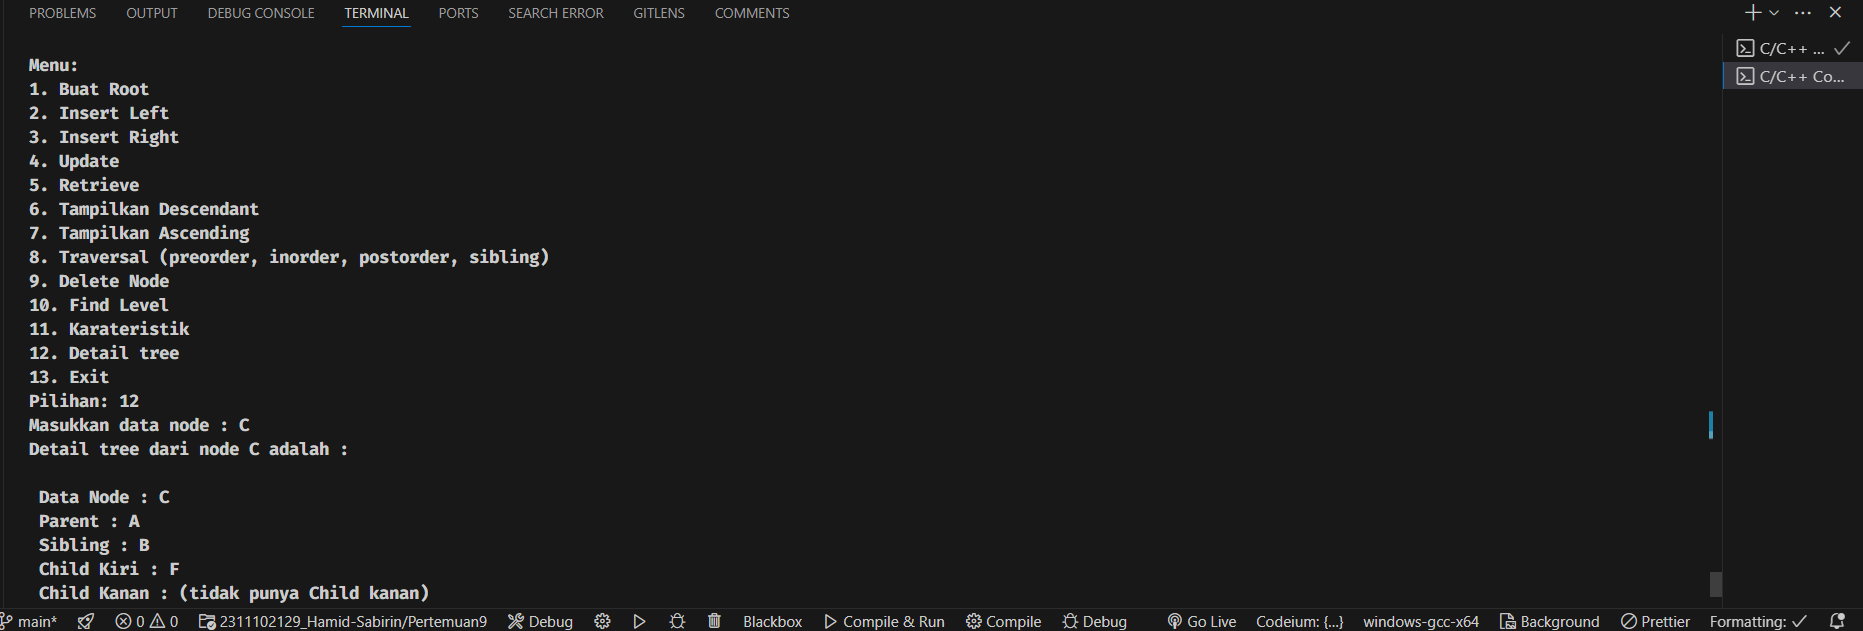 PROBLEMS OUTPUT DEBUG CONSOLE TERMINAL PORTS SEARCH ERROR GITLENS COMMENTS
C/C++ ...
C/C++ Co...
Menu:
1. Buat Root
2. Insert Left
3. Insert Right
4. Update
5. Retrieve
6. Tampilkan Descendant
7. Tampilkan Ascending
8. Traversal (preorder, inorder, postorder, sibling)
9. Delete Node
10. Find Level
11. Karateristik
12. Detail tree
13. Exit
Pilihan: 12
Masukkan data node : C
Detail tree dari node C adalah :
Data Node : C
Parent : A
Sibling : B
Child Kiri : F
Child Kanan : (tidak punya Child kanan)
main* 0 0 2311102129_Hamid-Sabirin/Pertemuan9 Debug Blackbox Compile & Run Compile Debug Go Live Codeium: {...} windows-gcc-x64 Background Prettier Formatting: